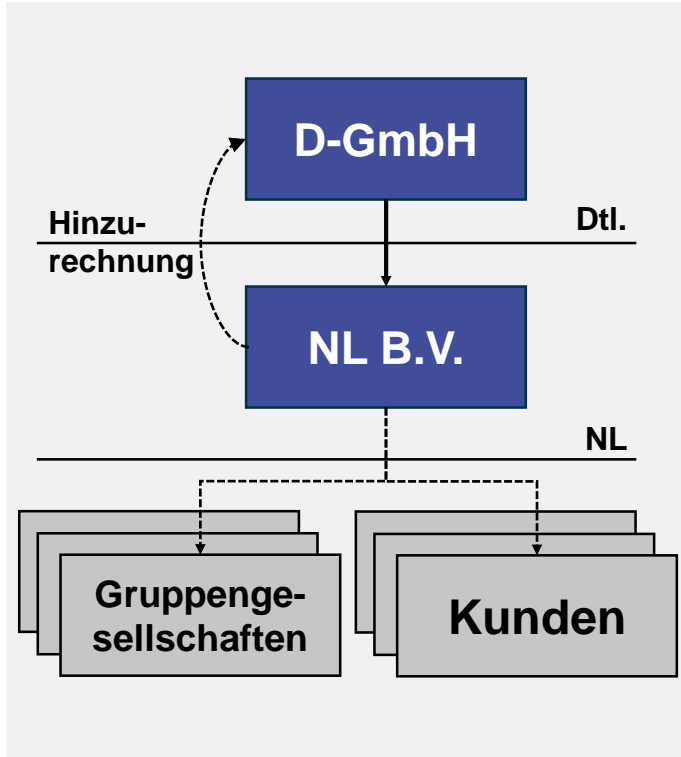 D-GmbH
Hinzu-
rechnung
Dtl.
NL B.V.
NL
Gruppenge-
sellschaften
Kunden